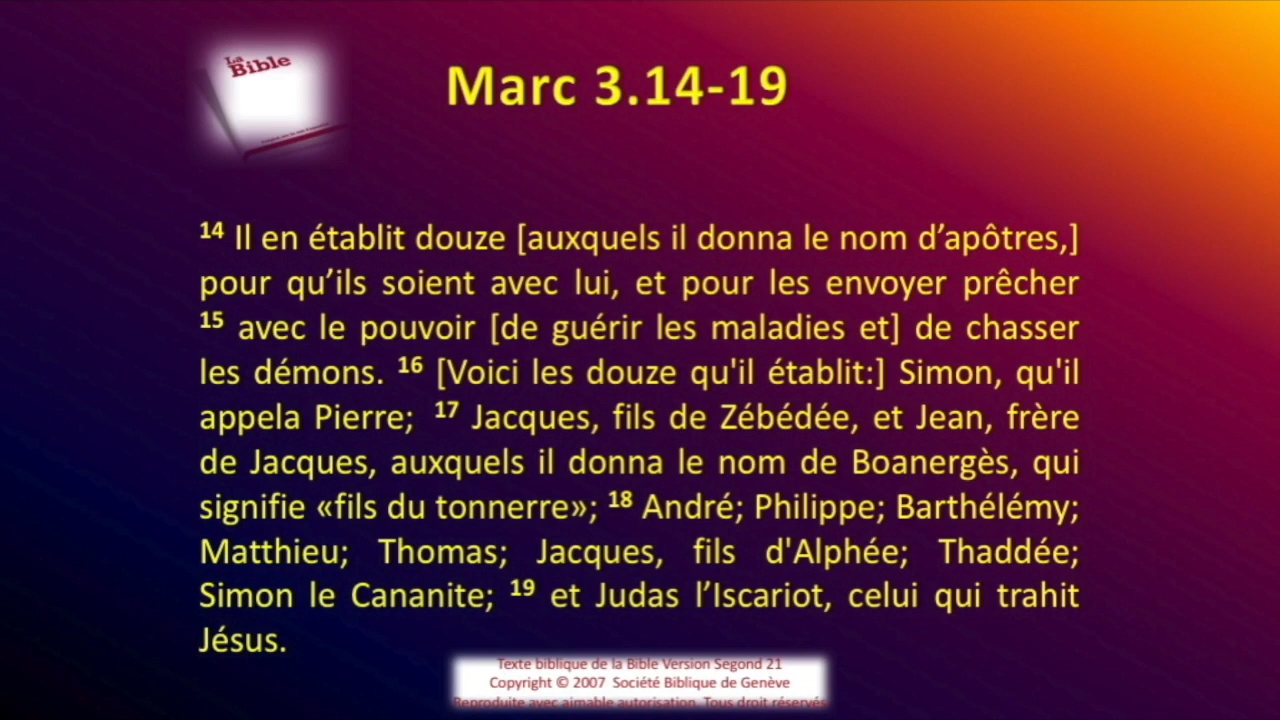 La
Bible
Marc 3.14-19
14 Il en établit douze [auxquels il donna le nom d’apôtres,]
pour qu’ils soient avec lui, et pour les envoyer prêcher
15 avec le pouvoir [de guérir les maladies et] de chasser
les démons. 16 [Voici les douze qu'il établit:] Simon, qu'il
appela Pierre; 17 Jacques, fils de Zébédée, et Jean, frère
de Jacques, auxquels il donna le nom de Boanergès, qui
signifie «fils du tonnerre»; 18 André; Philippe; Barthélémy;
Matthieu; Thomas; Jacques, fils d'Alphée; Thaddée;
Simon le Cananite; 19 et Judas l’Iscariot, celui qui trahit
Jésus.
Texte biblique de la Bible Version Segond 21
Copyright © 2007 Société Biblique de Genève
Reproduite avec aimable autorisation. Tous droit réservés